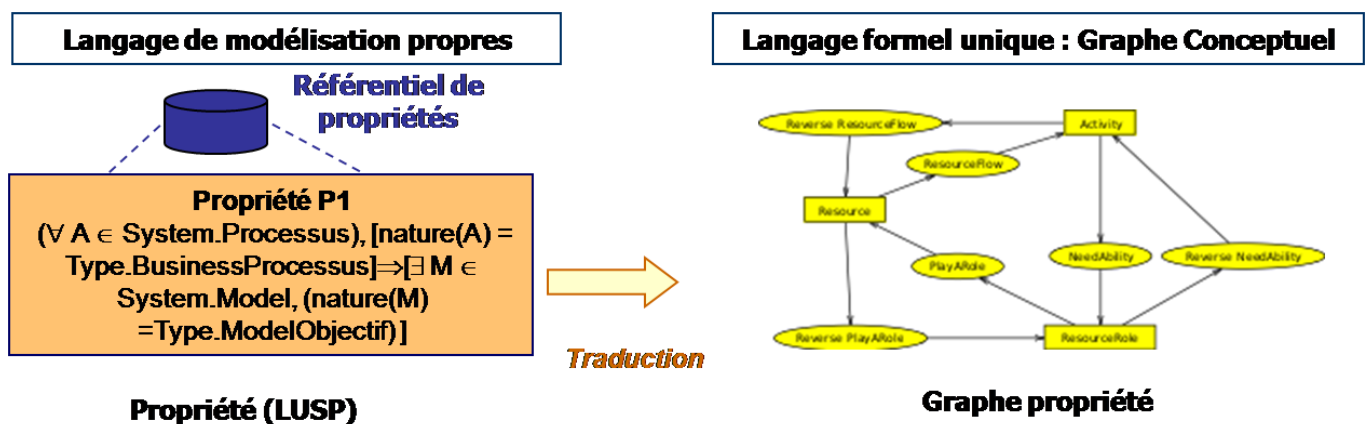 Langage de modélisation propres
Langage formel unique : Graphe Conceptuel
Référentiel de
propriétés
Propriété P1
(∀ A ∈ System.Processus), [nature(A) =
Type.BusinessProcessus]⇒[∃ M ∈
System.Model, (nature(M)
=Type.ModelObjectif) ]
Propriété (LUSP)
Traduction
Reverse ResourceFlow
Activity
ResourceFlow
Resource
PlayARole
NeedAbility
Reverse NeedAbility
Reverse PlayARole
ResourceRole
Graphe propriété